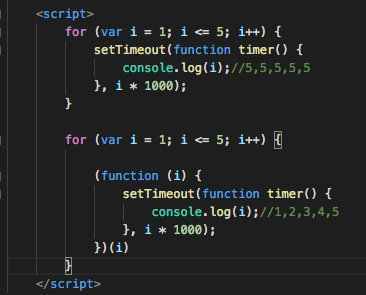 <script>
for (var i = 1; i <= 5; i++) {
setTimeout(function timer() {
console.log(i);//5,5,5,5,5
}, i * 1000);
}
for (var i = 1; i <= 5; i++) {
(function (i) {
setTimeout(function timer() {
console.log(i);//1,2,3,4,5
}, i * 1000);
})(i)
}
</script>